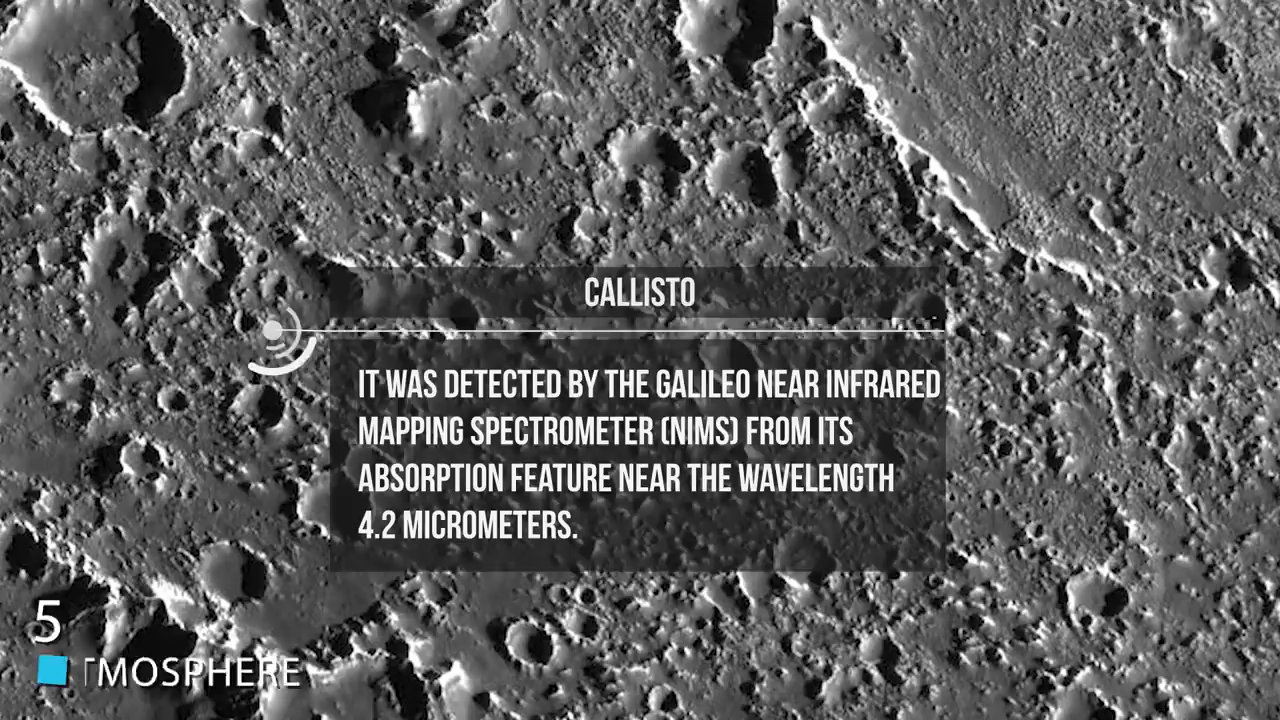 CALLISTO
IT WAS DETECTED BY THE GALILEO NEAR INFRARED
MAPPING SPECTROMETER (NIMS) FROM ITS
ABSORPTION FEATURE NEAR THE WAVELENGTH
4.2 MICROMETERS.
5
TMOSPHERE